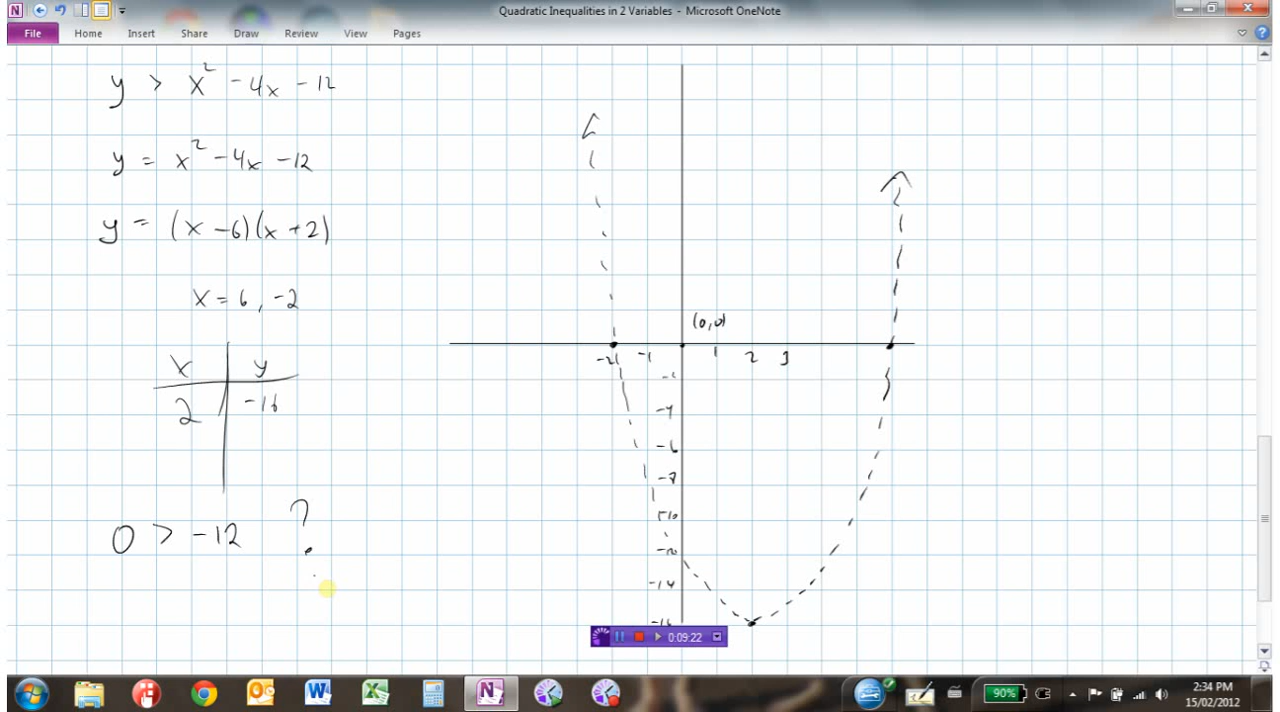 Quadratic Inequalities in 2 Variables - Microsoft OneNote
File Home Insert Share Draw Review View Pages
y > x² - 4x - 12
y = x² - 4x - 12
y = (x - 6)(x + 2)
x = 6, -2
x y
2 -16
0 > -12 ?
(0,0)
-2 -1 1 2 3
-4
-6
-8
-10
-14
-16
0:09:22
90%
2:34 PM
15/02/2012